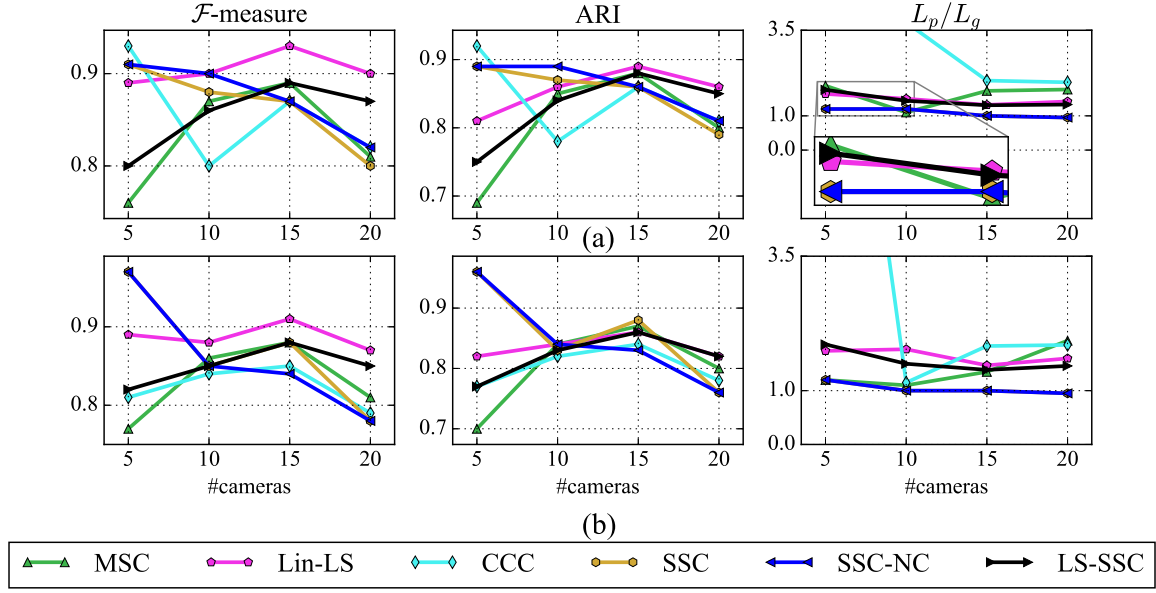 ℱ-measure ARI Lp/Lg
0.9 0.9 3.5
0.8 0.8 1.0
0.7 0.0
5 10 15 20 5 10 15 20 5 10 15 20
(a)
0.9 0.9 3.5
0.8 0.8 1.0
0.7 0.0
5 10 15 20 5 10 15 20 5 10 15 20
#cameras #cameras #cameras
(b)
MSC Lin-LS CCC SSC SSC-NC LS-SSC